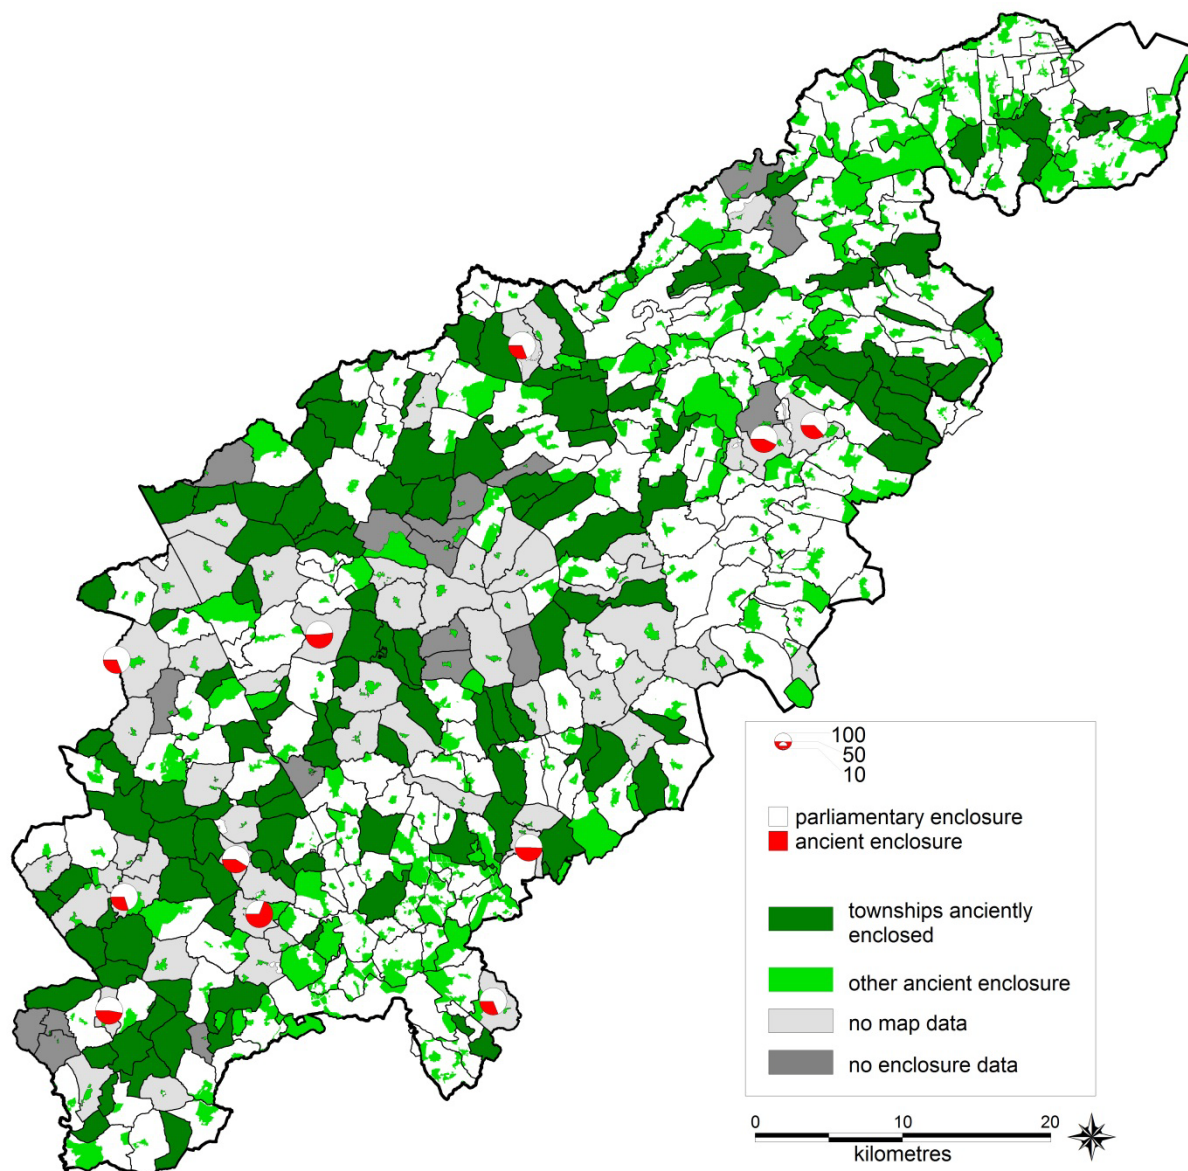 100
50
10
parliamentary enclosure
ancient enclosure
townships anciently
enclosed
other ancient enclosure
no map data
no enclosure data
0 10 20
kilometres